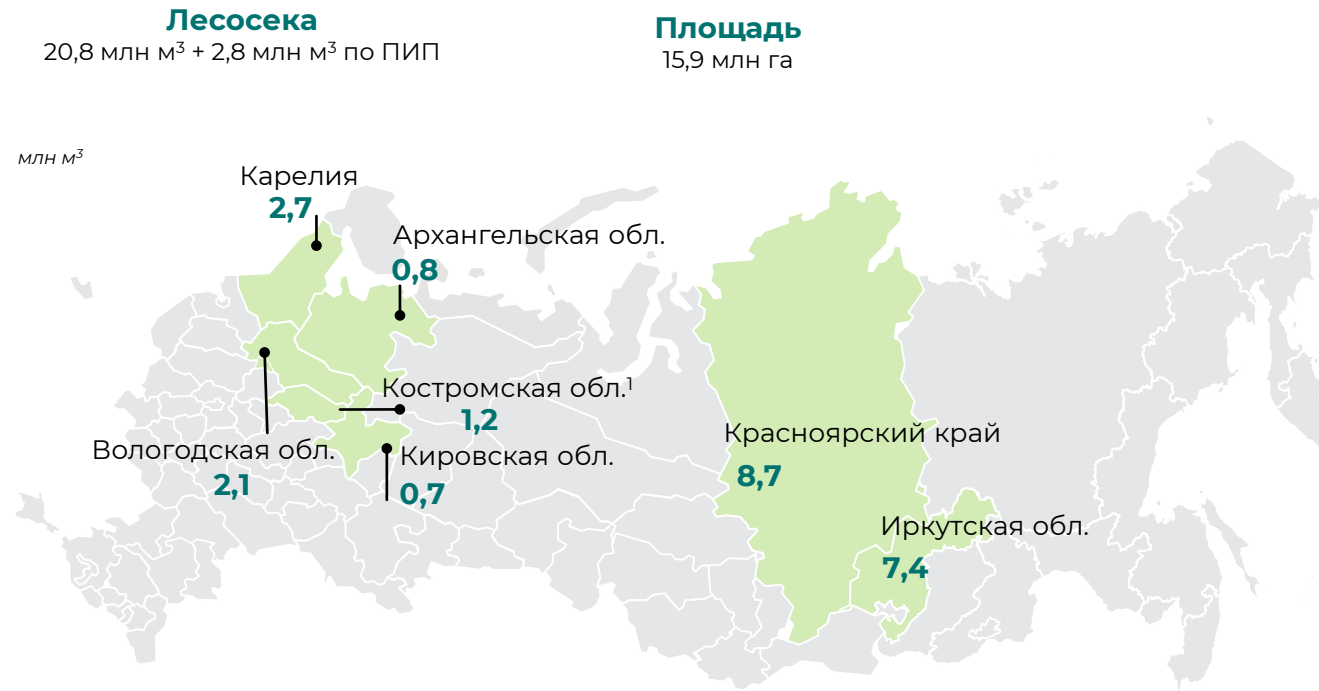 Лесосека
20,8 млн м³ + 2,8 млн м³ по ПИП
Площадь
15,9 млн га
млн м³
Карелия
2,7
Архангельская обл.
0,8
Костромская обл.¹
1,2
Вологодская обл.
2,1
Кировская обл.
0,7
Красноярский край
8,7
Иркутская обл.
7,4